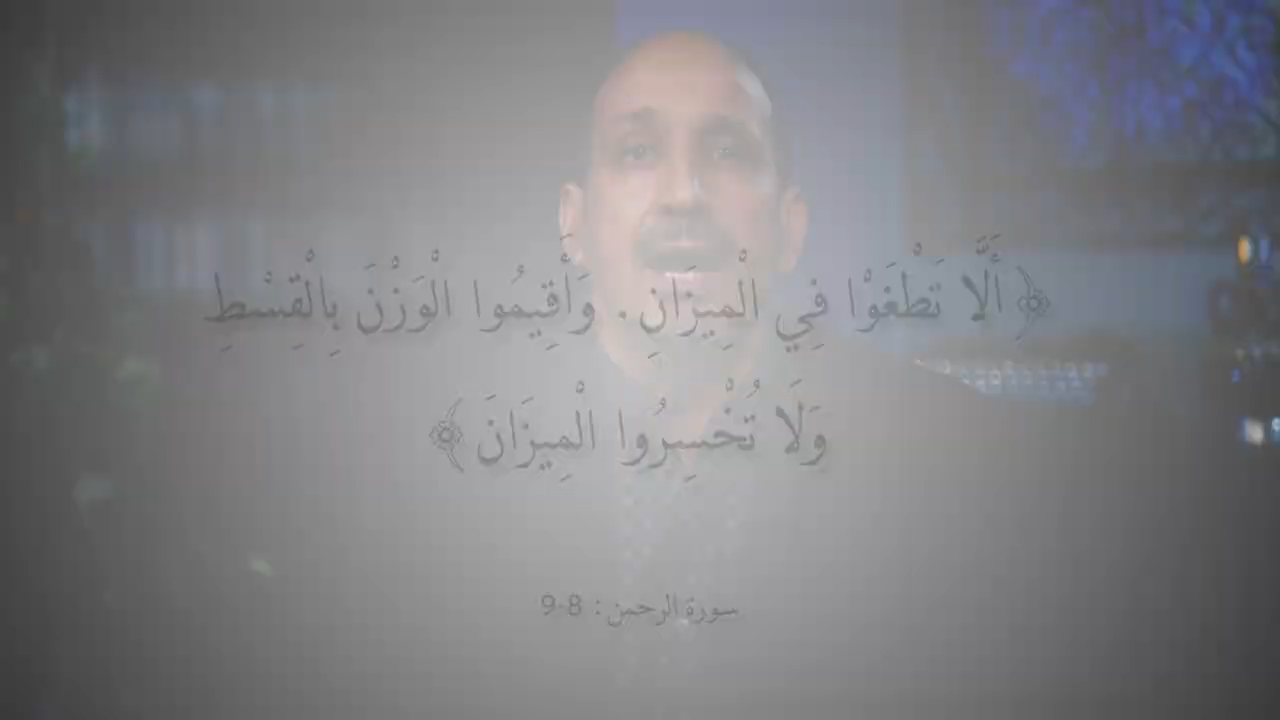 ﴿أَلَّا تَطْغَوْا فِي الْمِيزَانِ. وَأَقِيمُوا الْوَزْنَ بِالْقِسْطِ
وَلَا تُخْسِرُوا الْمِيزَانَ﴾
سورة الرحمن: 8-9